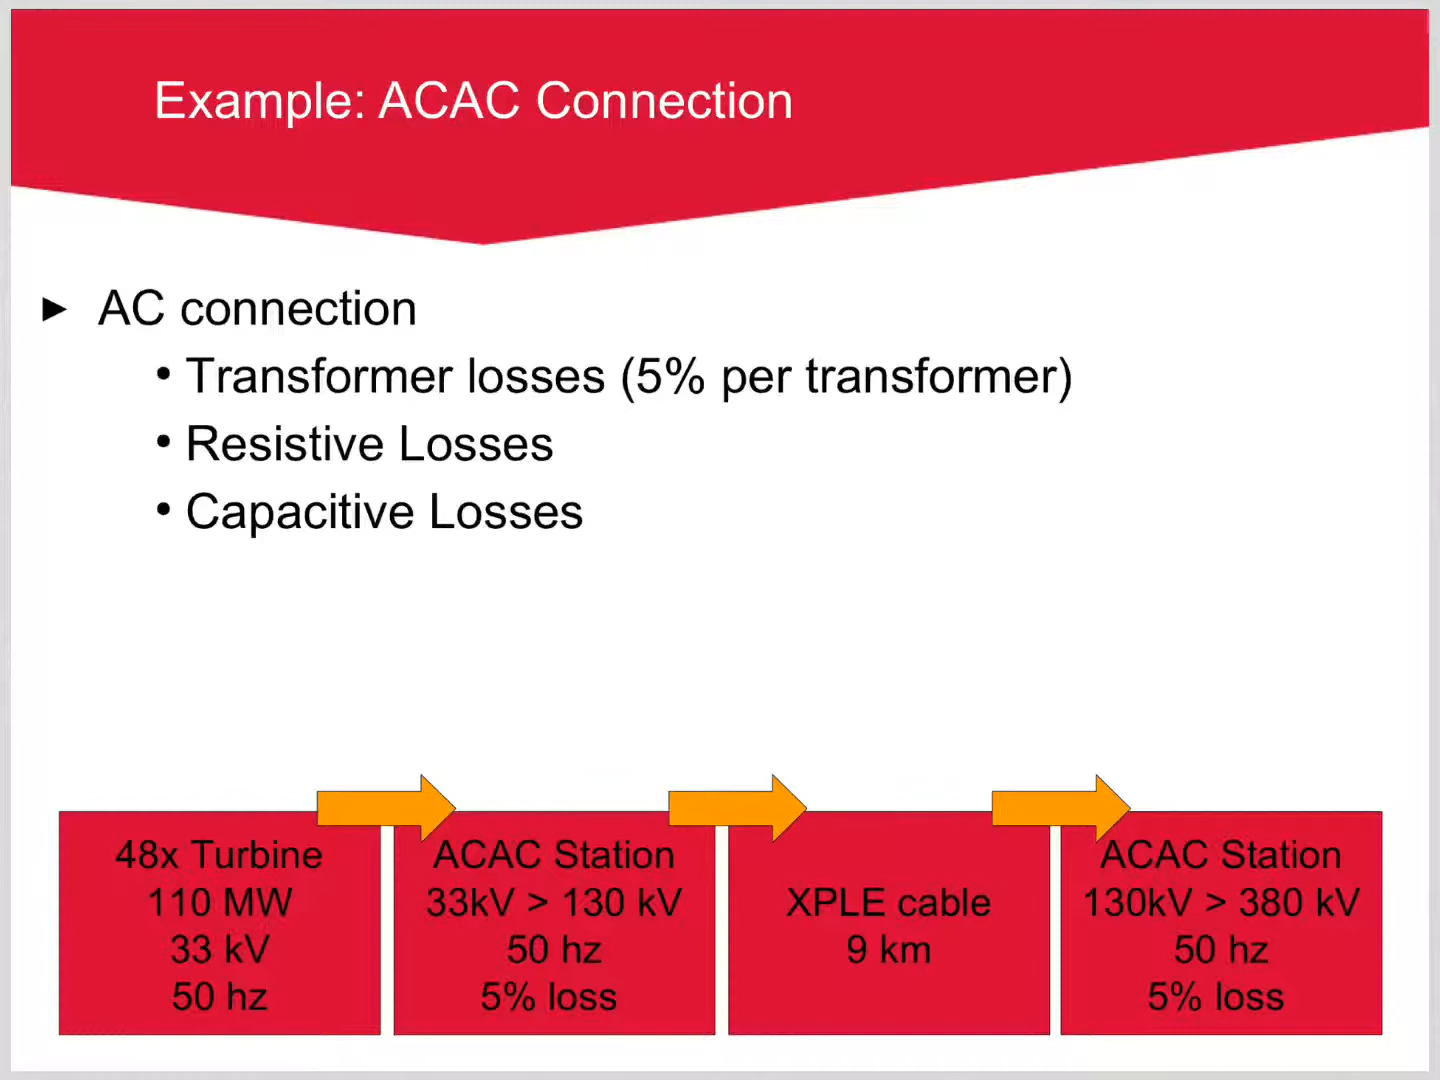 Example: ACAC Connection
► AC connection
• Transformer losses (5% per transformer)
• Resistive Losses
• Capacitive Losses
48x Turbine
110 MW
33 kV
50 hz
ACAC Station
33kV > 130 kV
50 hz
5% loss
XPLE cable
9 km
ACAC Station
130kV > 380 kV
50 hz
5% loss